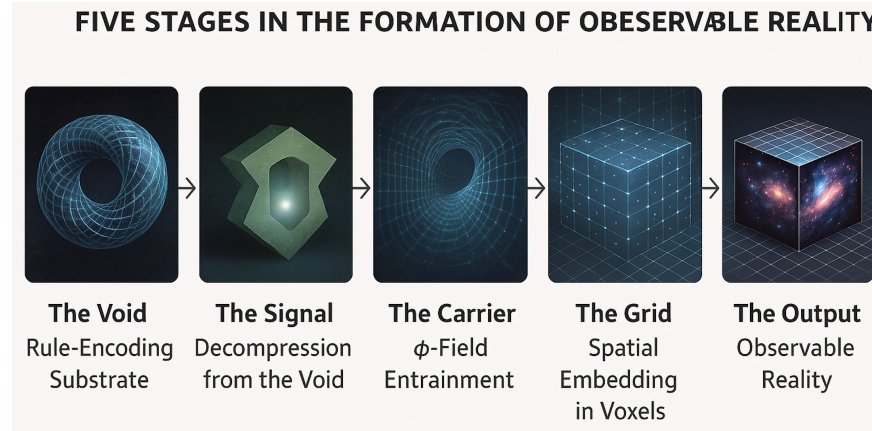 FIVE STAGES IN THE FORMATION OF OBESERVABLE REALITY
The Void
Rule-Encoding
Substrate
The Signal
Decompression
from the Void
The Carrier
ϕ-Field
Entrainment
The Grid
Spatial
Embedding
in Voxels
The Output
Observable
Reality